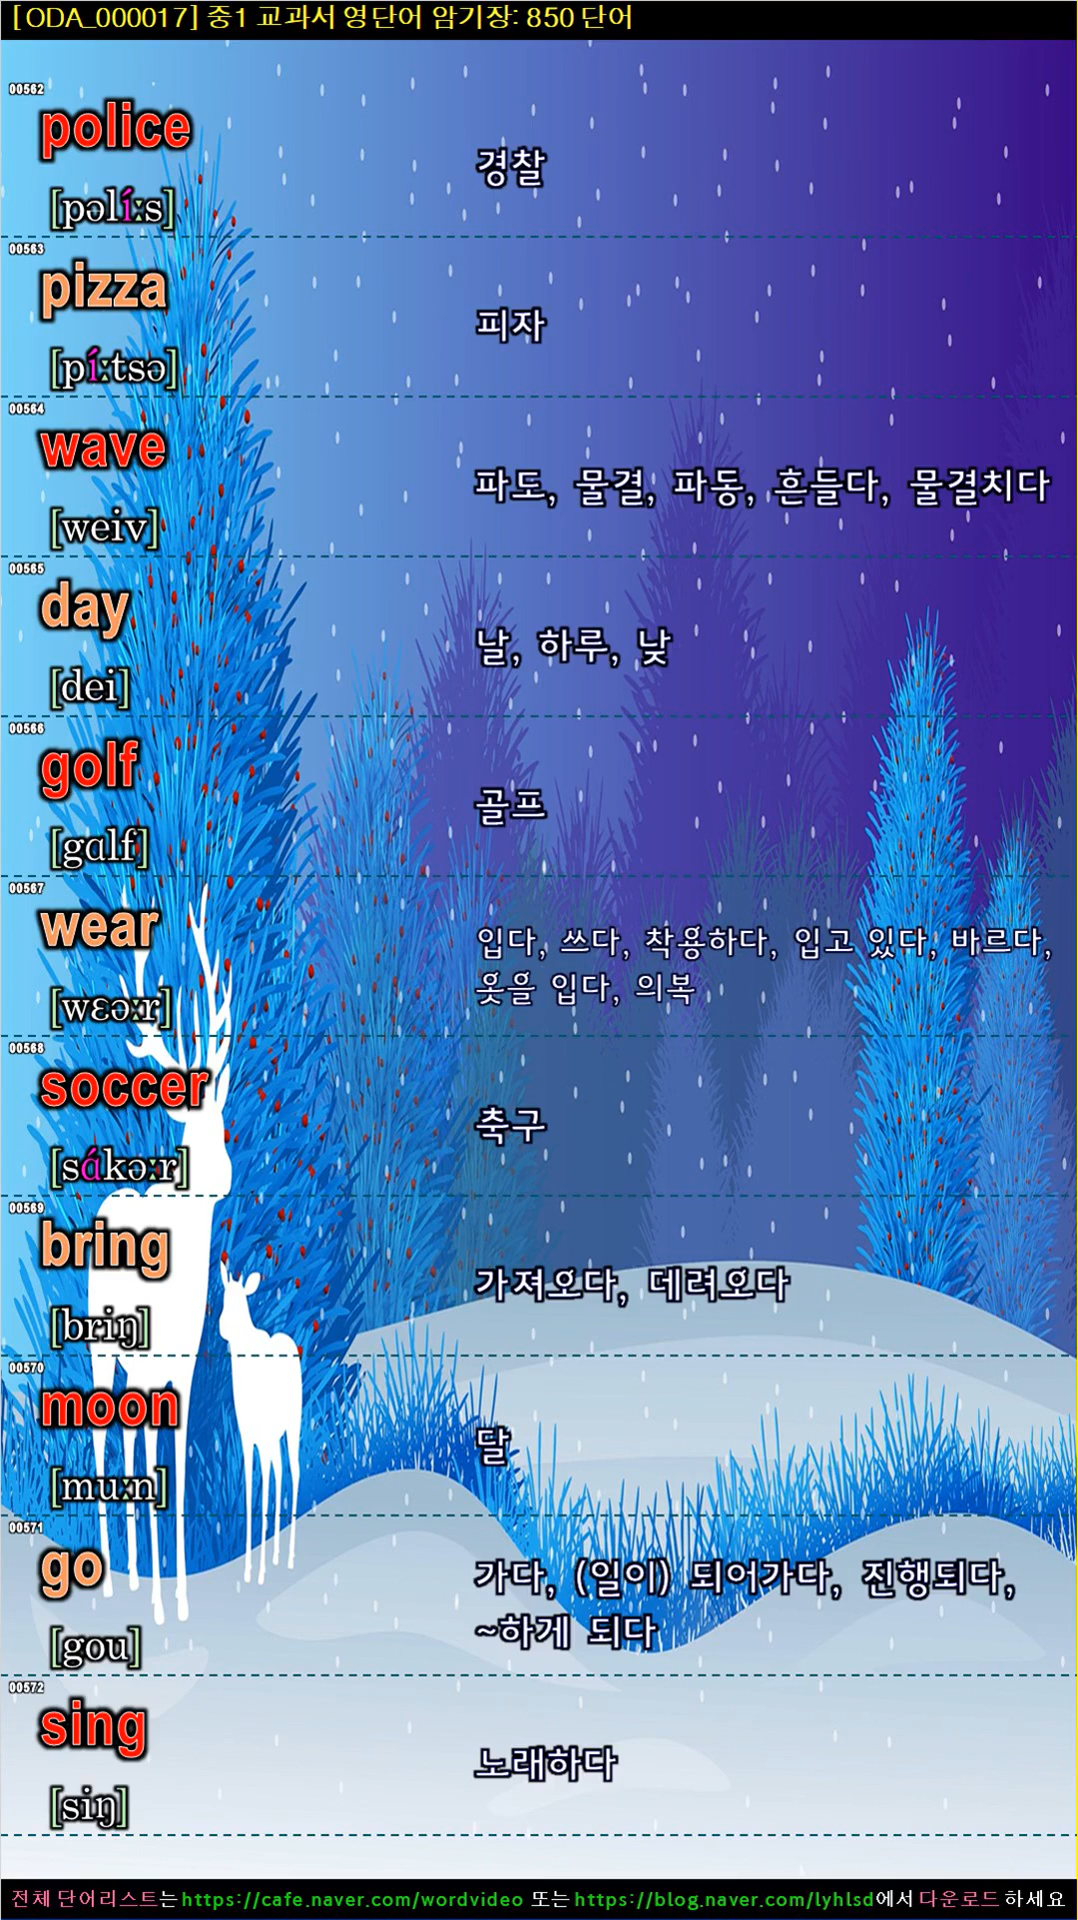 [ODA_000017] 중1 교과서 영단어 암기장: 850 단어
00562
police
경찰
[pəlíːs]
00563
pizza
피자
[píːtsə]
00564
wave
파도, 물결, 파동, 흔들다, 물결치다
[weiv]
00565
day
날, 하루, 낮
[dei]
00566
golf
골프
[gɑlf]
00567
wear
입다, 쓰다, 착용하다, 입고 있다, 바르다,
옷을 입다, 의복
[wɛəːr]
00568
soccer
축구
[sɑ́kəːr]
00569
bring
가져오다, 데려오다
[briŋ]
00570
moon
달
[muːn]
00571
go
가다, (일이) 되어가다, 진행되다,
~하게 되다
[gou]
00572
sing
노래하다
[siŋ]
전체 단어리스트는 https://cafe.naver.com/wordvideo 또는 https://blog.naver.com/lyhlsd에서 다운로드 하세요